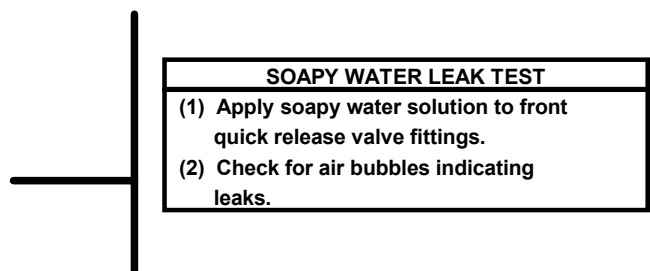 SOAPY WATER LEAK TEST
(1) Apply soapy water solution to front
quick release valve fittings.
(2) Check for air bubbles indicating
leaks.